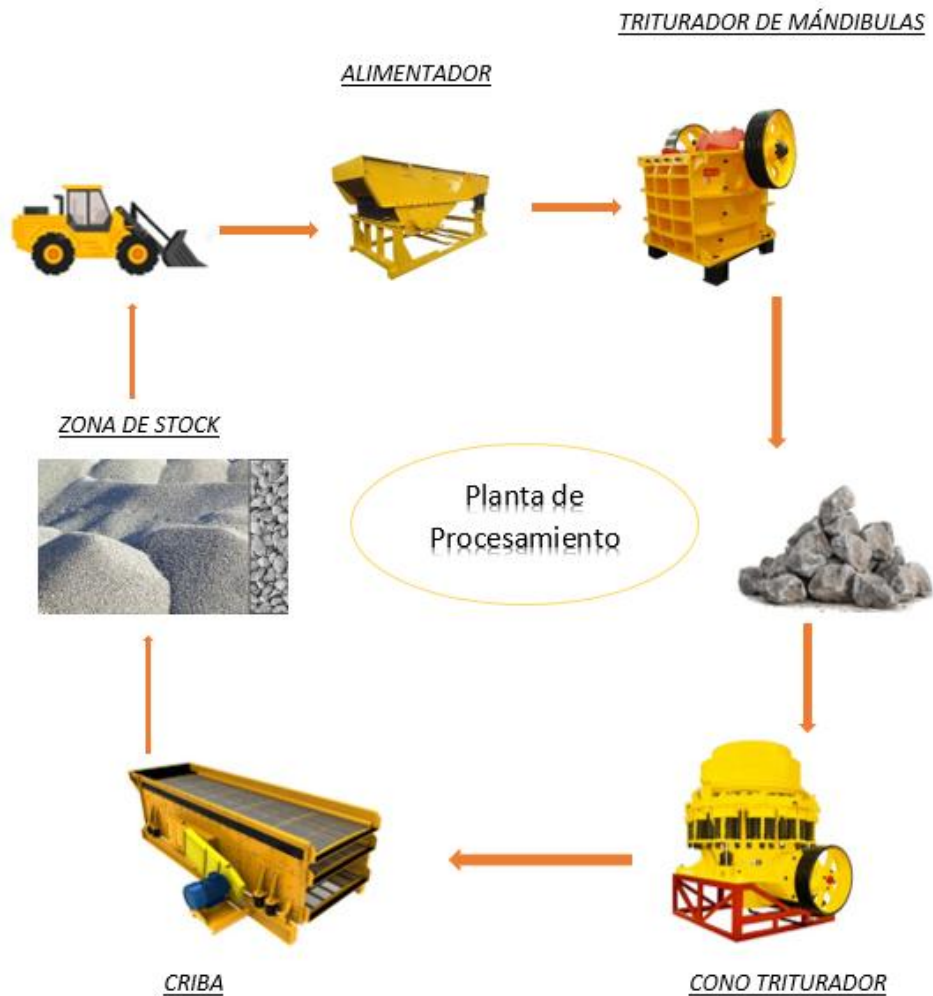 TRITURADOR DE MÁNDIBULAS
ALIMENTADOR
ZONA DE STOCK
Planta de
Procesamiento
CRIBA
CONO TRITURADOR